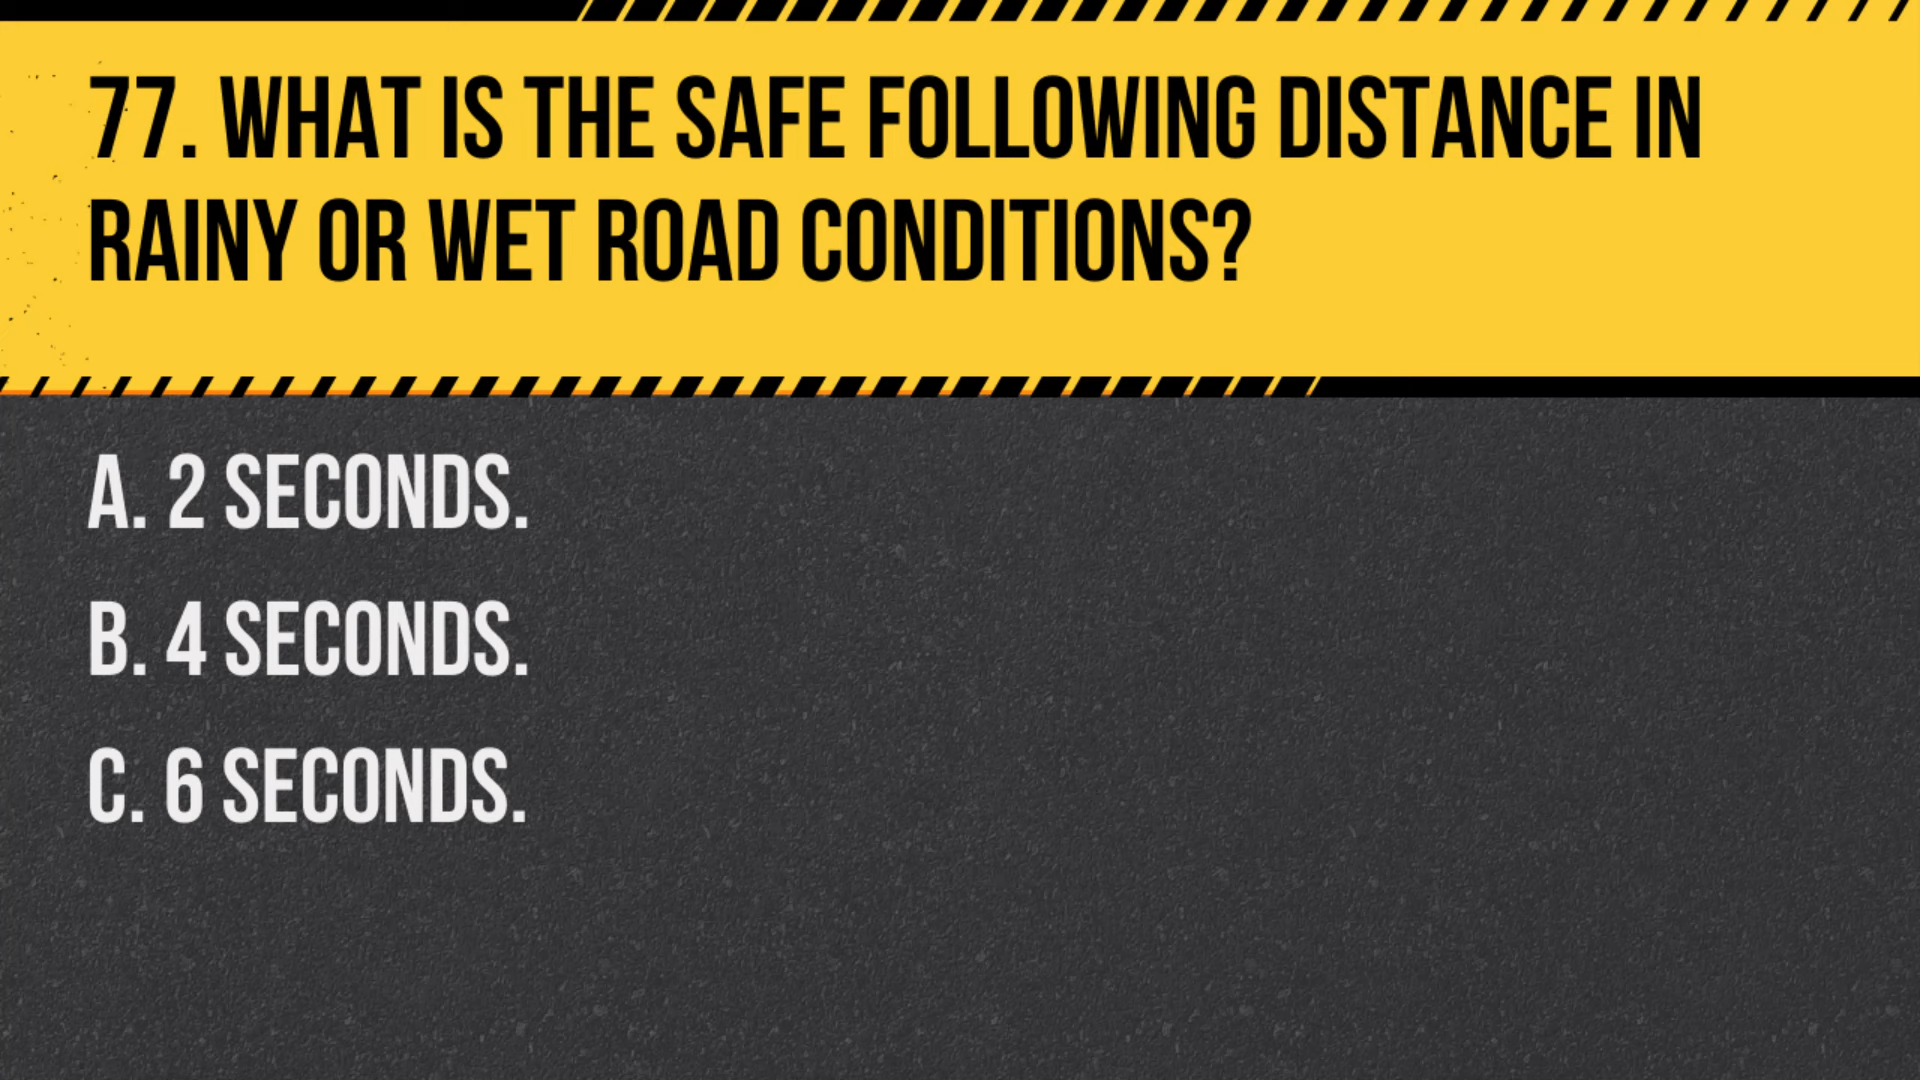 77. WHAT IS THE SAFE FOLLOWING DISTANCE IN
RAINY OR WET ROAD CONDITIONS?
A. 2 SECONDS.
B. 4 SECONDS.
C. 6 SECONDS.